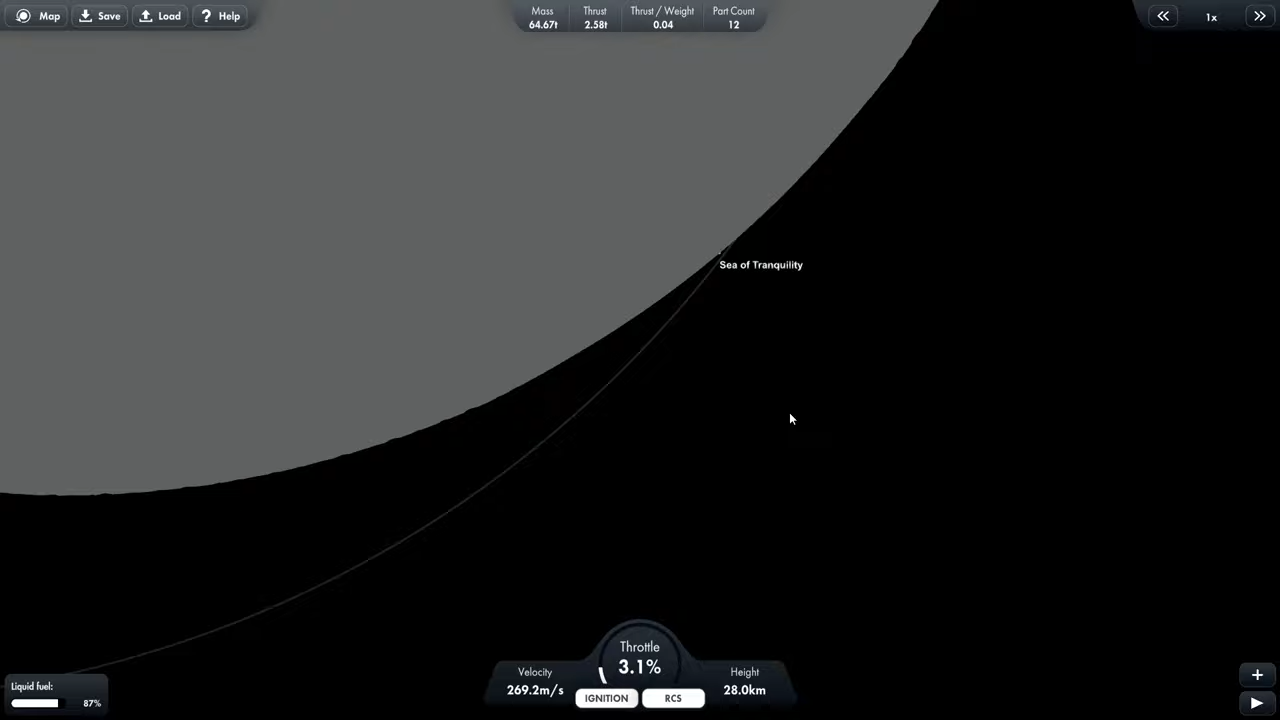 Map
Save
Load
Help
Mass
64.67t
Thrust
2.58t
Thrust / Weight
0.04
Part Count
12
1x
Sea of Tranquility
Throttle
3.1%
Velocity
269.2m/s
Height
28.0km
IGNITION
RCS
Liquid fuel:
87%